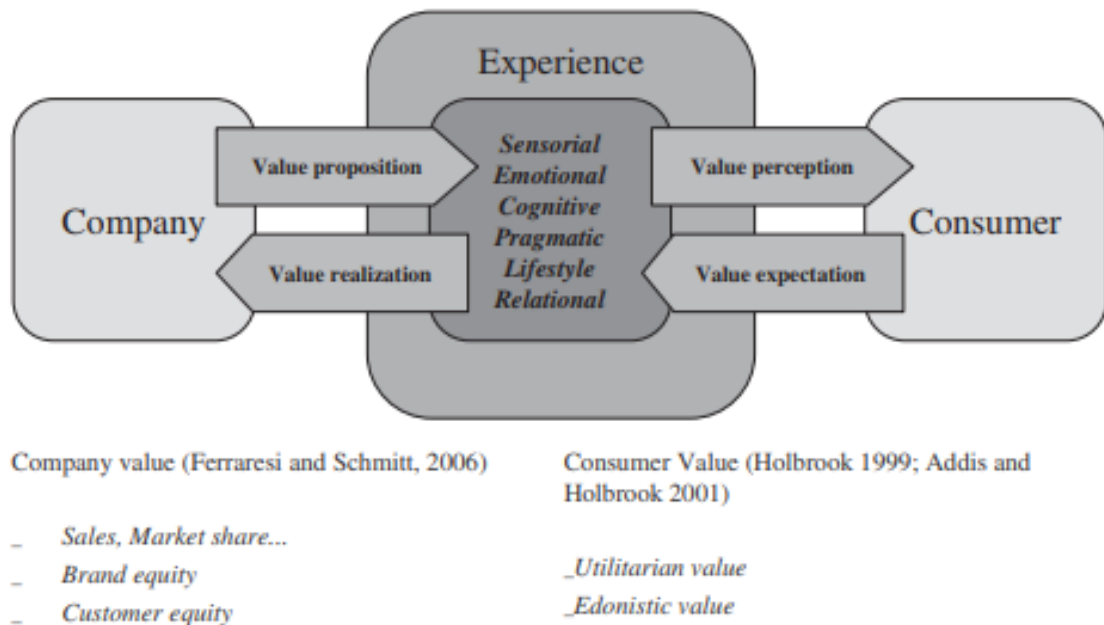 Experience
Company
Value proposition
Value realization
Sensorial
Emotional
Cognitive
Pragmatic
Lifestyle
Relational
Value perception
Value expectation
Consumer
Company value (Ferraresi and Schmitt, 2006)
_ Sales, Market share...
_ Brand equity
_ Customer equity
Consumer Value (Holbrook 1999; Addis and
Holbrook 2001)
_Utilitarian value
_Edonistic value